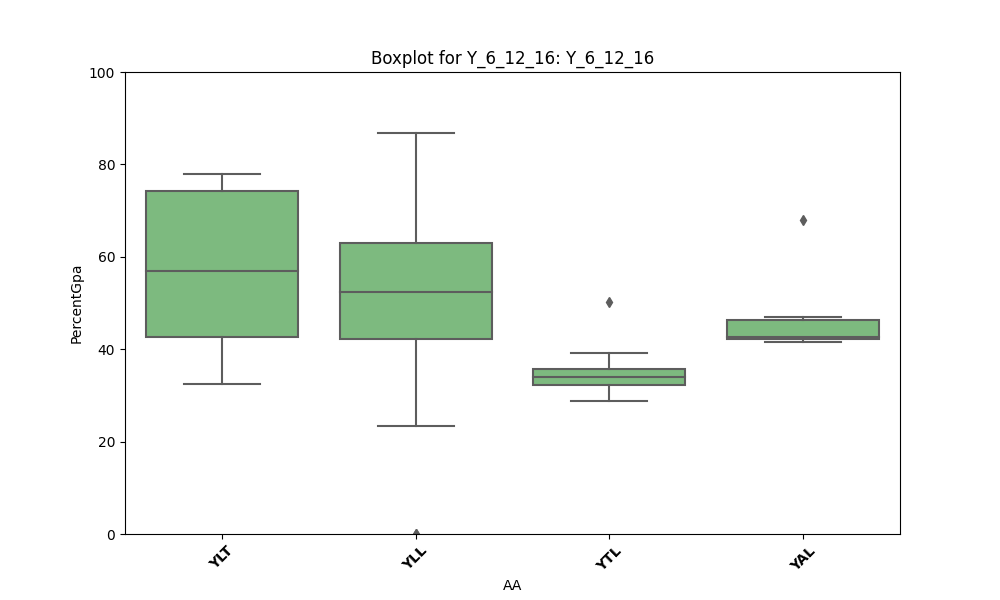 Boxplot for Y_6_12_16: Y_6_12_16
100
80
60
40
20
0
PercentGpa
YLT
YLL
YTL
YAL
AA